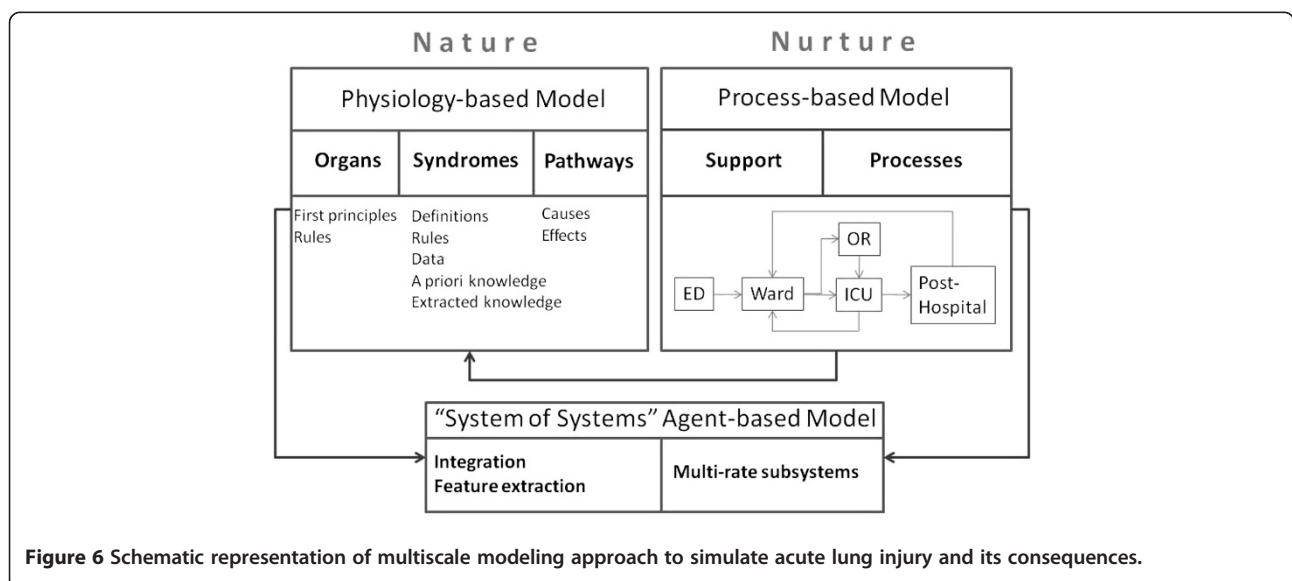 Nature
Nurture
Physiology-based Model
Process-based Model
Organs
Syndromes
Pathways
Support
Processes
First principles
Rules
Definitions
Rules
Data
A priori knowledge
Extracted knowledge
Causes
Effects
OR
ED
Ward
ICU
Post-
Hospital
“System of Systems” Agent-based Model
Integration
Feature extraction
Multi-rate subsystems
Figure 6 Schematic representation of multiscale modeling approach to simulate acute lung injury and its consequences.